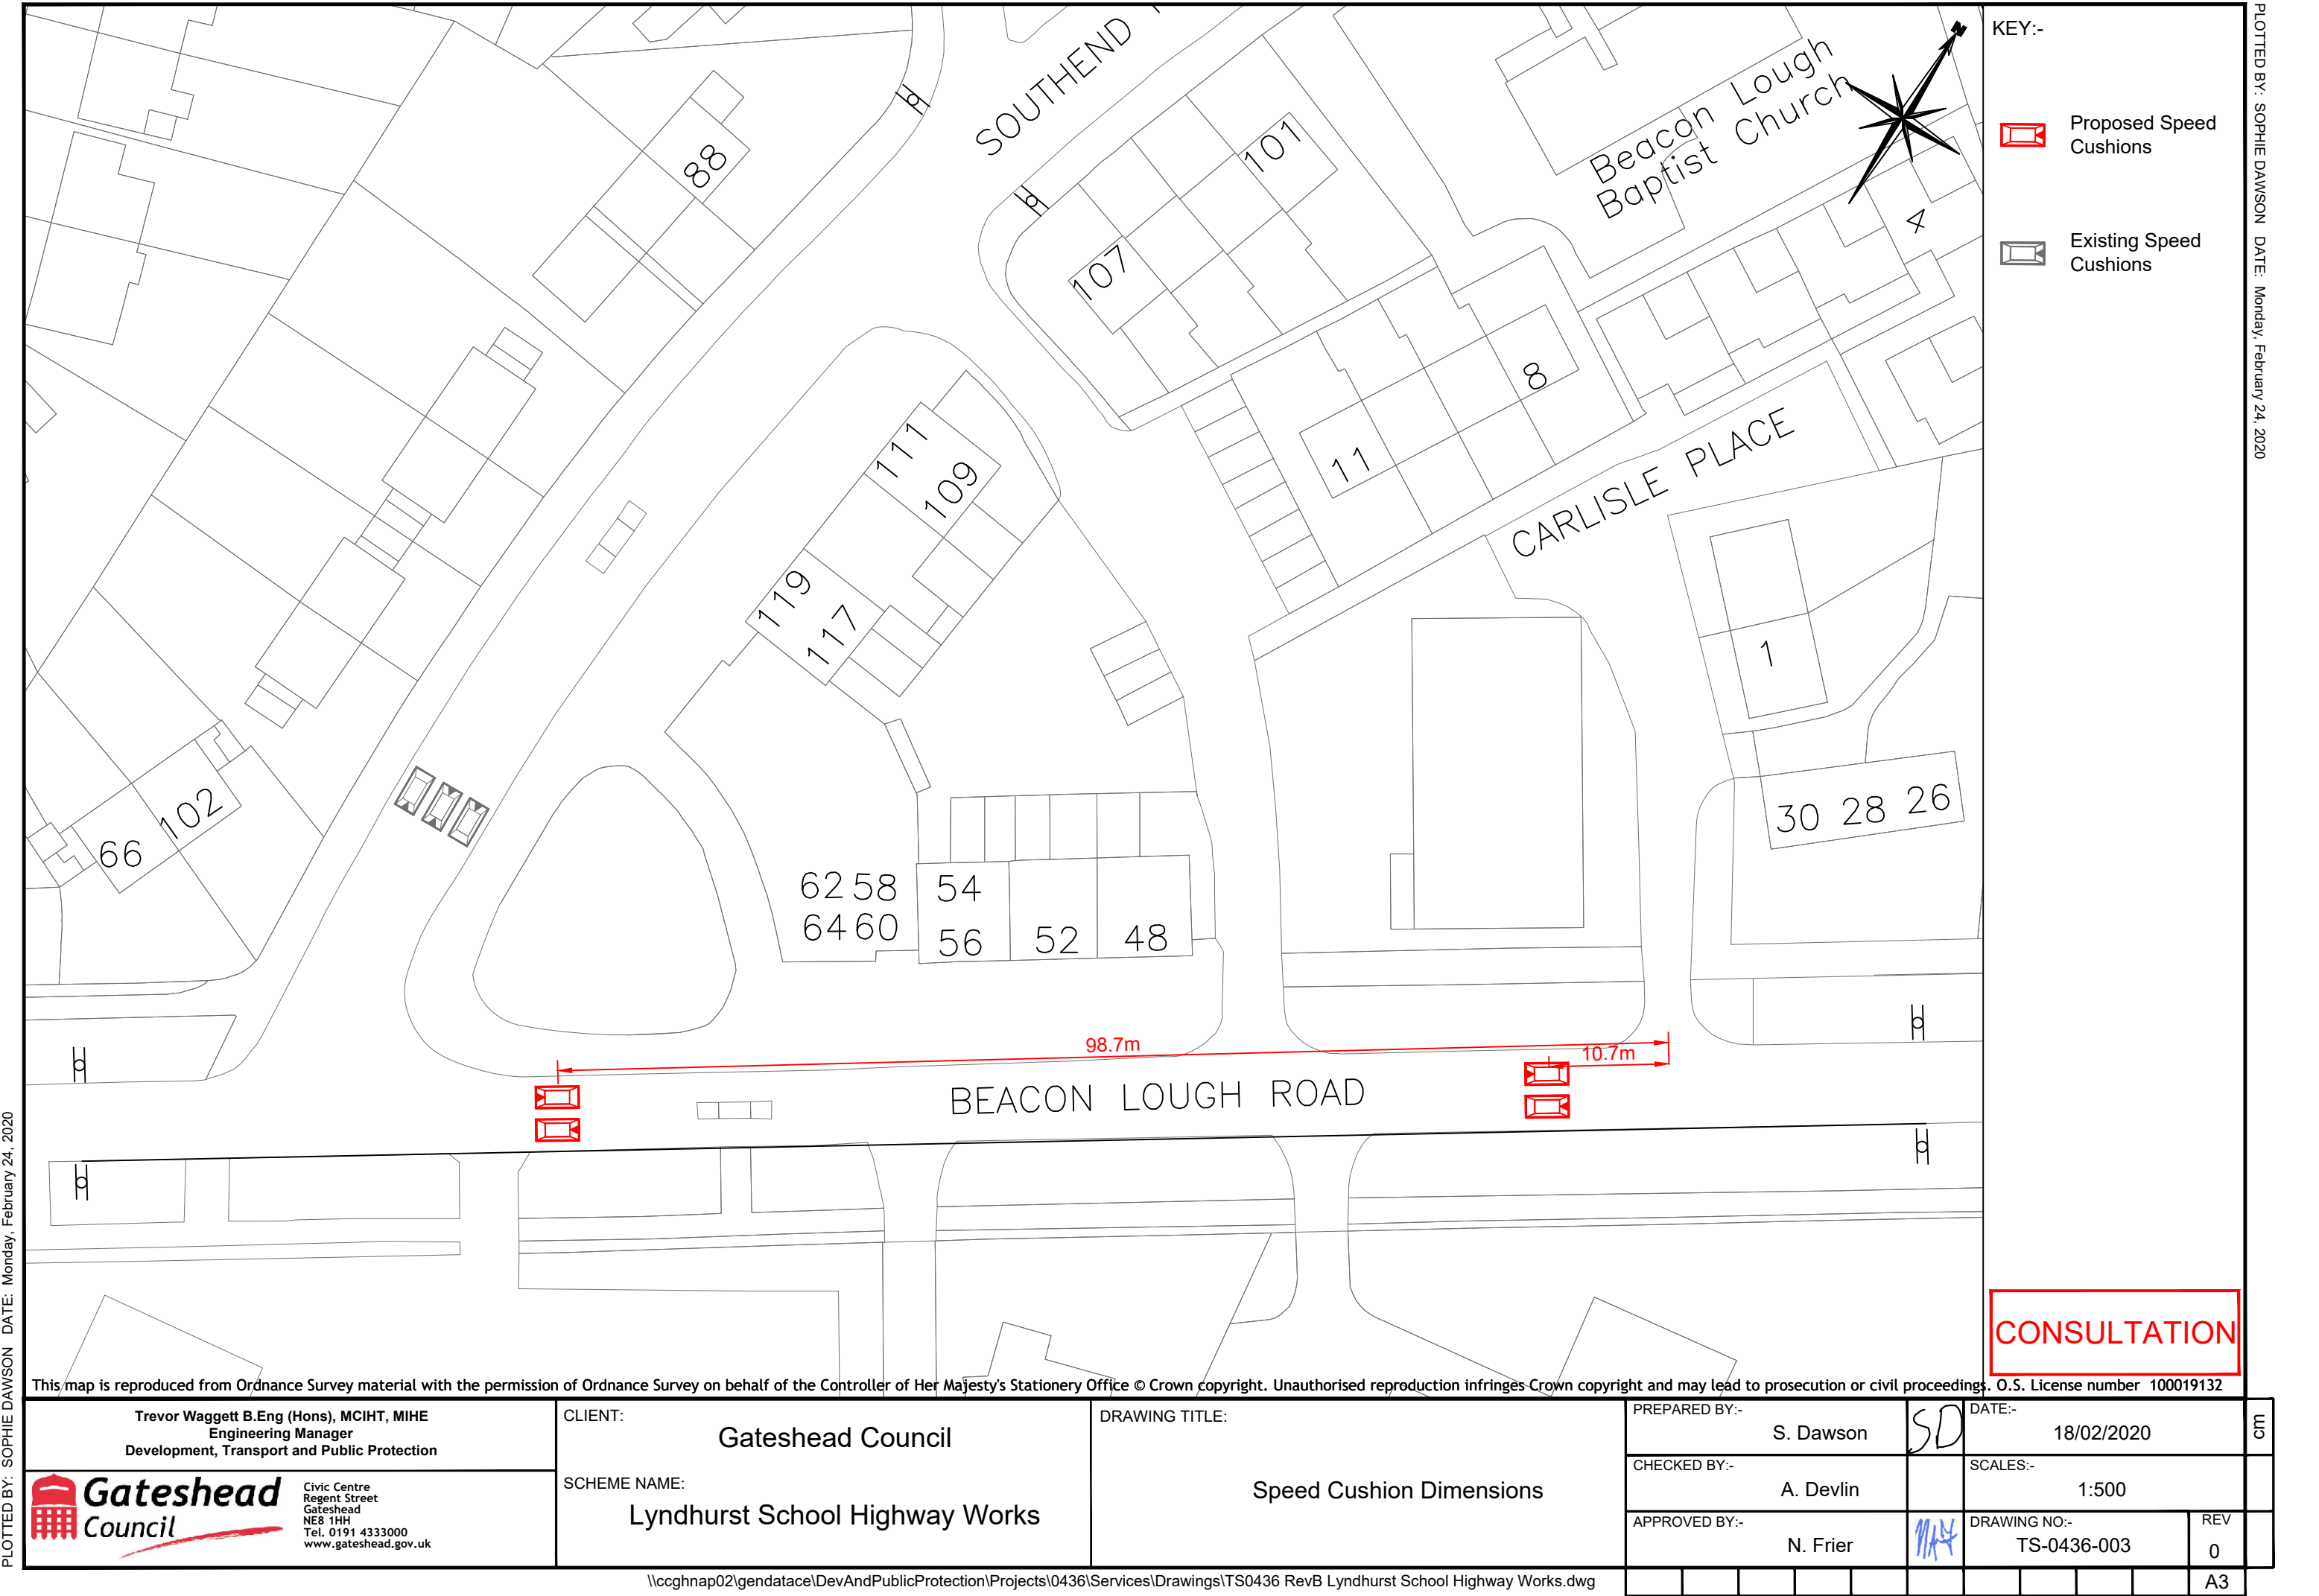 PLOTTED BY: SOPHIE DAWSON DATE: Monday, February 24, 2020
SOUTHEND
Beacon Lough
Baptist Church
KEY:-
Proposed Speed
Cushions
Existing Speed
Cushions
PLOTTED BY: SOPHIE DAWSON DATE: Monday, February 24, 2020
88
101
107
4
8
11
111
109
CARLISLE PLACE
119
117
1
102
66
30 28 26
62 58 54
64 60 56 52 48
98.7m
10.7m
BEACON LOUGH ROAD
CONSULTATION
This map is reproduced from Ordnance Survey material with the permission of Ordnance Survey on behalf of the Controller of Her Majesty's Stationery Office © Crown copyright. Unauthorised reproduction infringes Crown copyright and may lead to prosecution or civil proceedings. O.S. License number 100019132
Trevor Waggett B.Eng (Hons), MCIHT, MIHE
Engineering Manager
Development, Transport and Public Protection
Gateshead
Council
Civic Centre
Regent Street
Gateshead
NE8 1HH
Tel. 0191 4333000
www.gateshead.gov.uk
CLIENT:
Gateshead Council
SCHEME NAME:
Lyndhurst School Highway Works
DRAWING TITLE:
Speed Cushion Dimensions
PREPARED BY:-
S. Dawson
SD
DATE:-
18/02/2020
CHECKED BY:-
A. Devlin
SCALES:-
1:500
APPROVED BY:-
N. Frier
DRAWING NO:-
TS-0436-003
REV
0
cm
A3
\\ccghnap02\gendatace\DevAndPublicProtection\Projects\0436\Services\Drawings\TS0436 RevB Lyndhurst School Highway Works.dwg